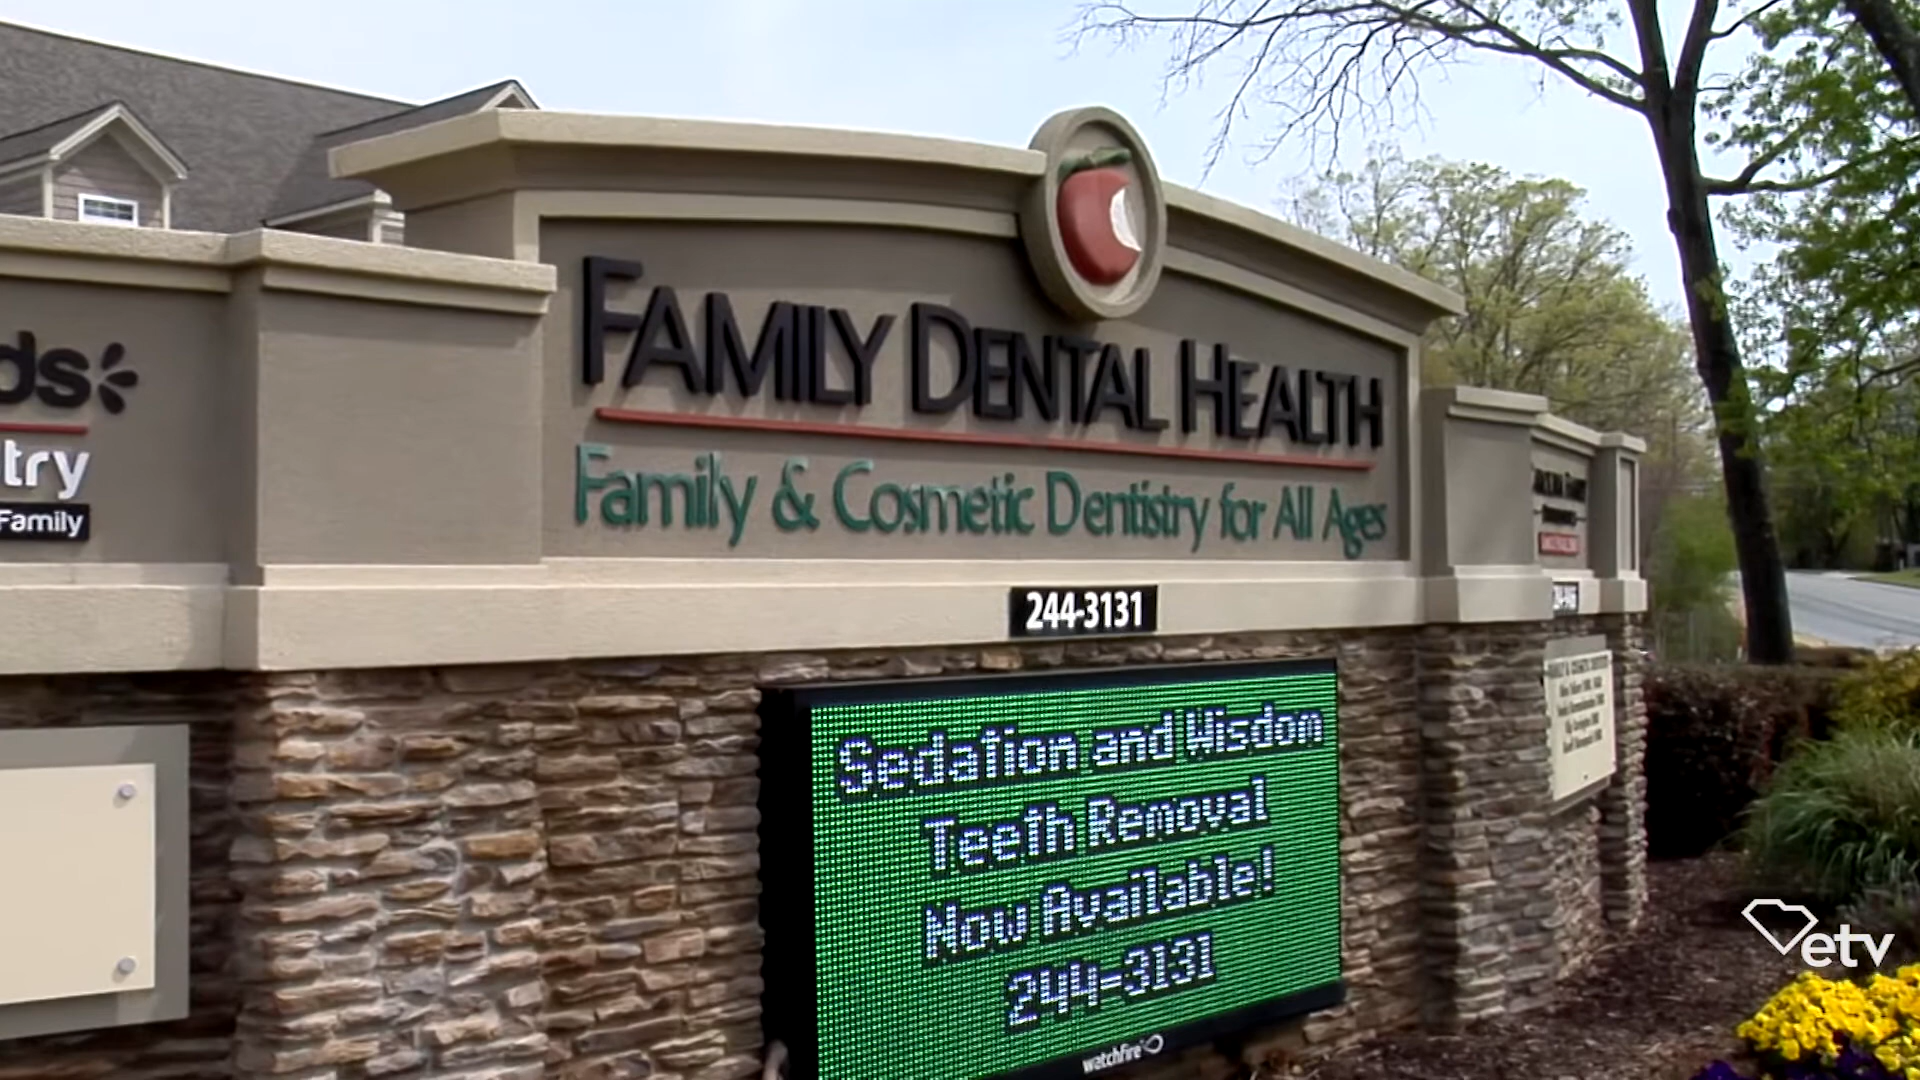 ds
try
Family
FAMILY DENTAL HEALTH
Family & Cosmetic Dentistry for All Ages
244-3131
Sedation and Wisdom
Teeth Removal
Now Available!
244-3131
watchfire
etv